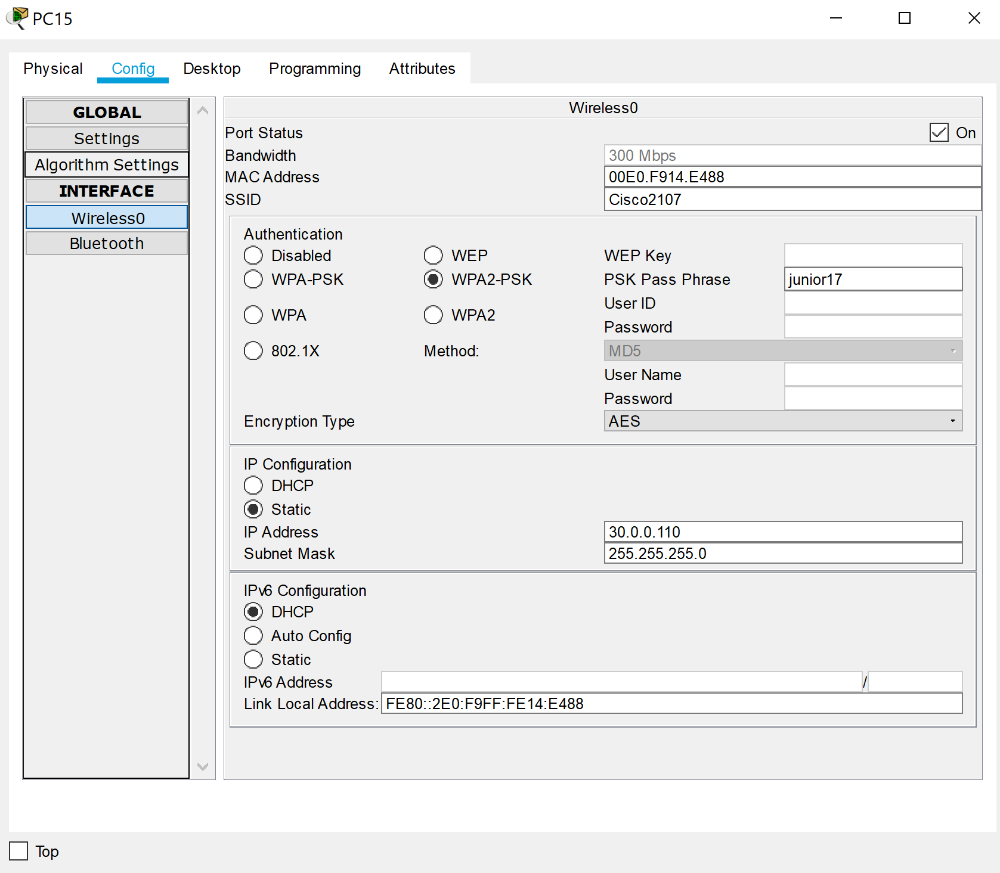 PC15
Physical Config Desktop Programming Attributes
GLOBAL
Settings
Algorithm Settings
INTERFACE
Wireless0
Bluetooth
Wireless0
Port Status On
Bandwidth 300 Mbps
MAC Address 00E0.F914.E488
SSID Cisco2107
Authentication
Disabled WEP WEP Key
WPA-PSK WPA2-PSK PSK Pass Phrase junior17
User ID
WPA WPA2
Password
802.1X Method: MD5
User Name
Password
Encryption Type AES
IP Configuration
DHCP
Static
IP Address 30.0.0.110
Subnet Mask 255.255.255.0
IPv6 Configuration
DHCP
Auto Config
Static
IPv6 Address /
Link Local Address: FE80::2E0:F9FF:FE14:E488
Top